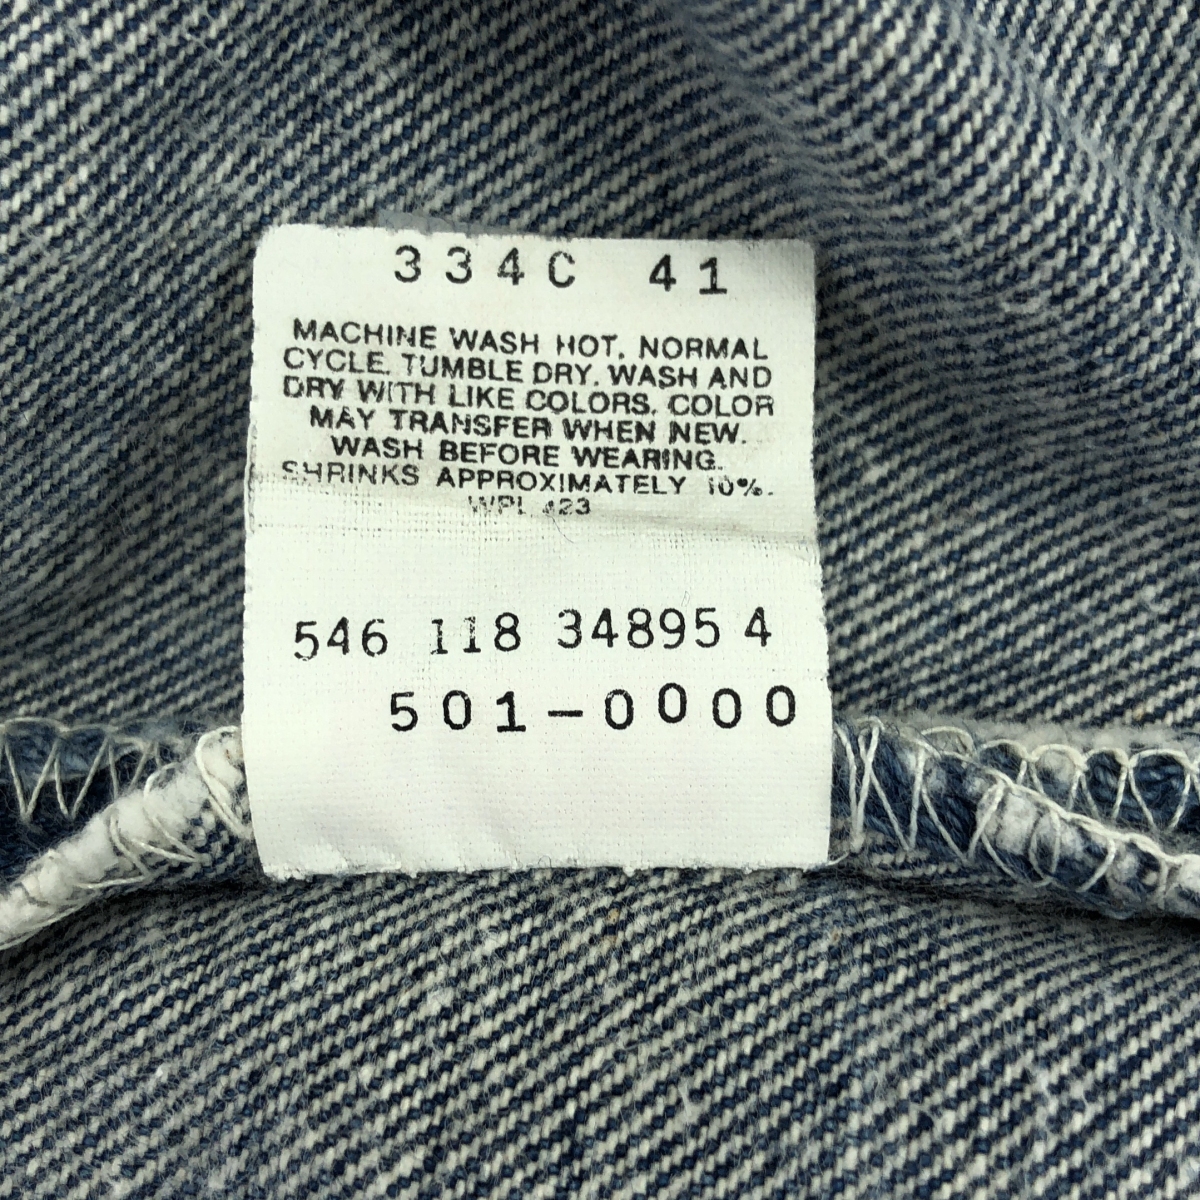 334C 41
MACHINE WASH HOT. NORMAL
CYCLE. TUMBLE DRY. WASH AND
DRY WITH LIKE COLORS. COLOR
MAY TRANSFER WHEN NEW.
WASH BEFORE WEARING.
SHRINKS APPROXIMATELY 10%.
WPL 423
546 118 34895 4
501-0000